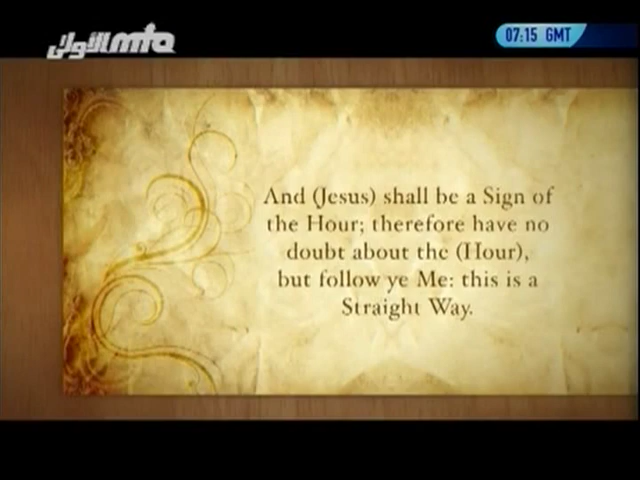 الأولى mta
07:15 GMT
And (Jesus) shall be a Sign of
the Hour; therefore have no
doubt about the (Hour),
but follow ye Me: this is a
Straight Way.